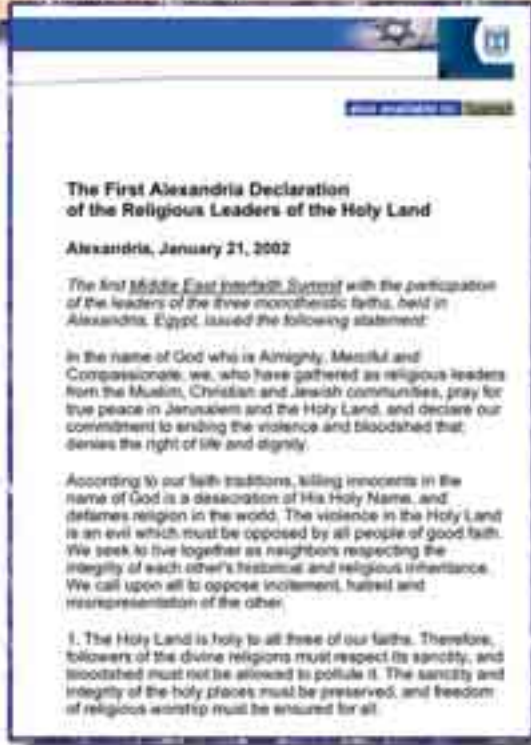 also available in: Spanish
The First Alexandria Declaration
of the Religious Leaders of the Holy Land
Alexandria, January 21, 2002
The first Middle East Interfaith Summit with the participation
of the leaders of the three monotheistic faiths, held in
Alexandria, Egypt, issued the following statement:
In the name of God who is Almighty, Merciful and
Compassionate, we, who have gathered as religious leaders
from the Muslim, Christian and Jewish communities, pray for
true peace in Jerusalem and the Holy Land, and declare our
commitment to ending the violence and bloodshed that
denies the right of life and dignity.
According to our faith traditions, killing innocents in the
name of God is a desecration of His Holy Name, and
defames religion in the world. The violence in the Holy Land
is an evil which must be opposed by all people of good faith.
We seek to live together as neighbors respecting the
integrity of each other's historical and religious inheritance.
We call upon all to oppose incitement, hatred and
misrepresentation of the other.
1. The Holy Land is holy to all three of our faiths. Therefore,
followers of the divine religions must respect its sanctity, and
bloodshed must not be allowed to pollute it. The sanctity and
integrity of the holy places must be preserved, and freedom
of religious worship must be ensured for all.